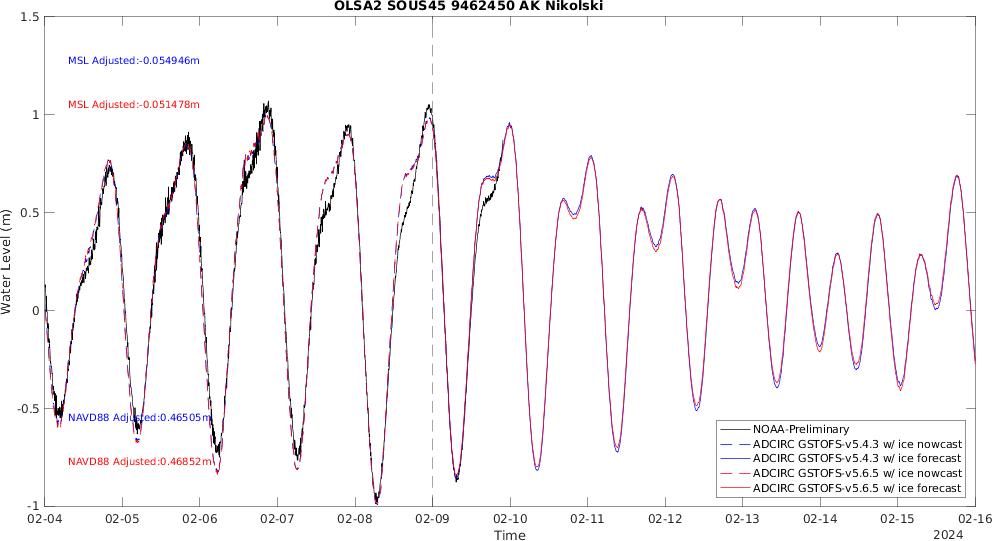 OLSA2 SOUS45 9462450 AK Nikolski
1.5
1
0.5
0
-0.5
-1
Water Level (m)
MSL Adjusted:-0.054946m
MSL Adjusted:-0.051478m
NAVD88 Adjusted:0.46505m
NAVD88 Adjusted:0.46852m
NOAA-Preliminary
ADCIRC GSTOFS-v5.4.3 w/ ice nowcast
ADCIRC GSTOFS-v5.4.3 w/ ice forecast
ADCIRC GSTOFS-v5.6.5 w/ ice nowcast
ADCIRC GSTOFS-v5.6.5 w/ ice forecast
02-04 02-05 02-06 02-07 02-08 02-09 02-10 02-11 02-12 02-13 02-14 02-15 02-16
Time
2024